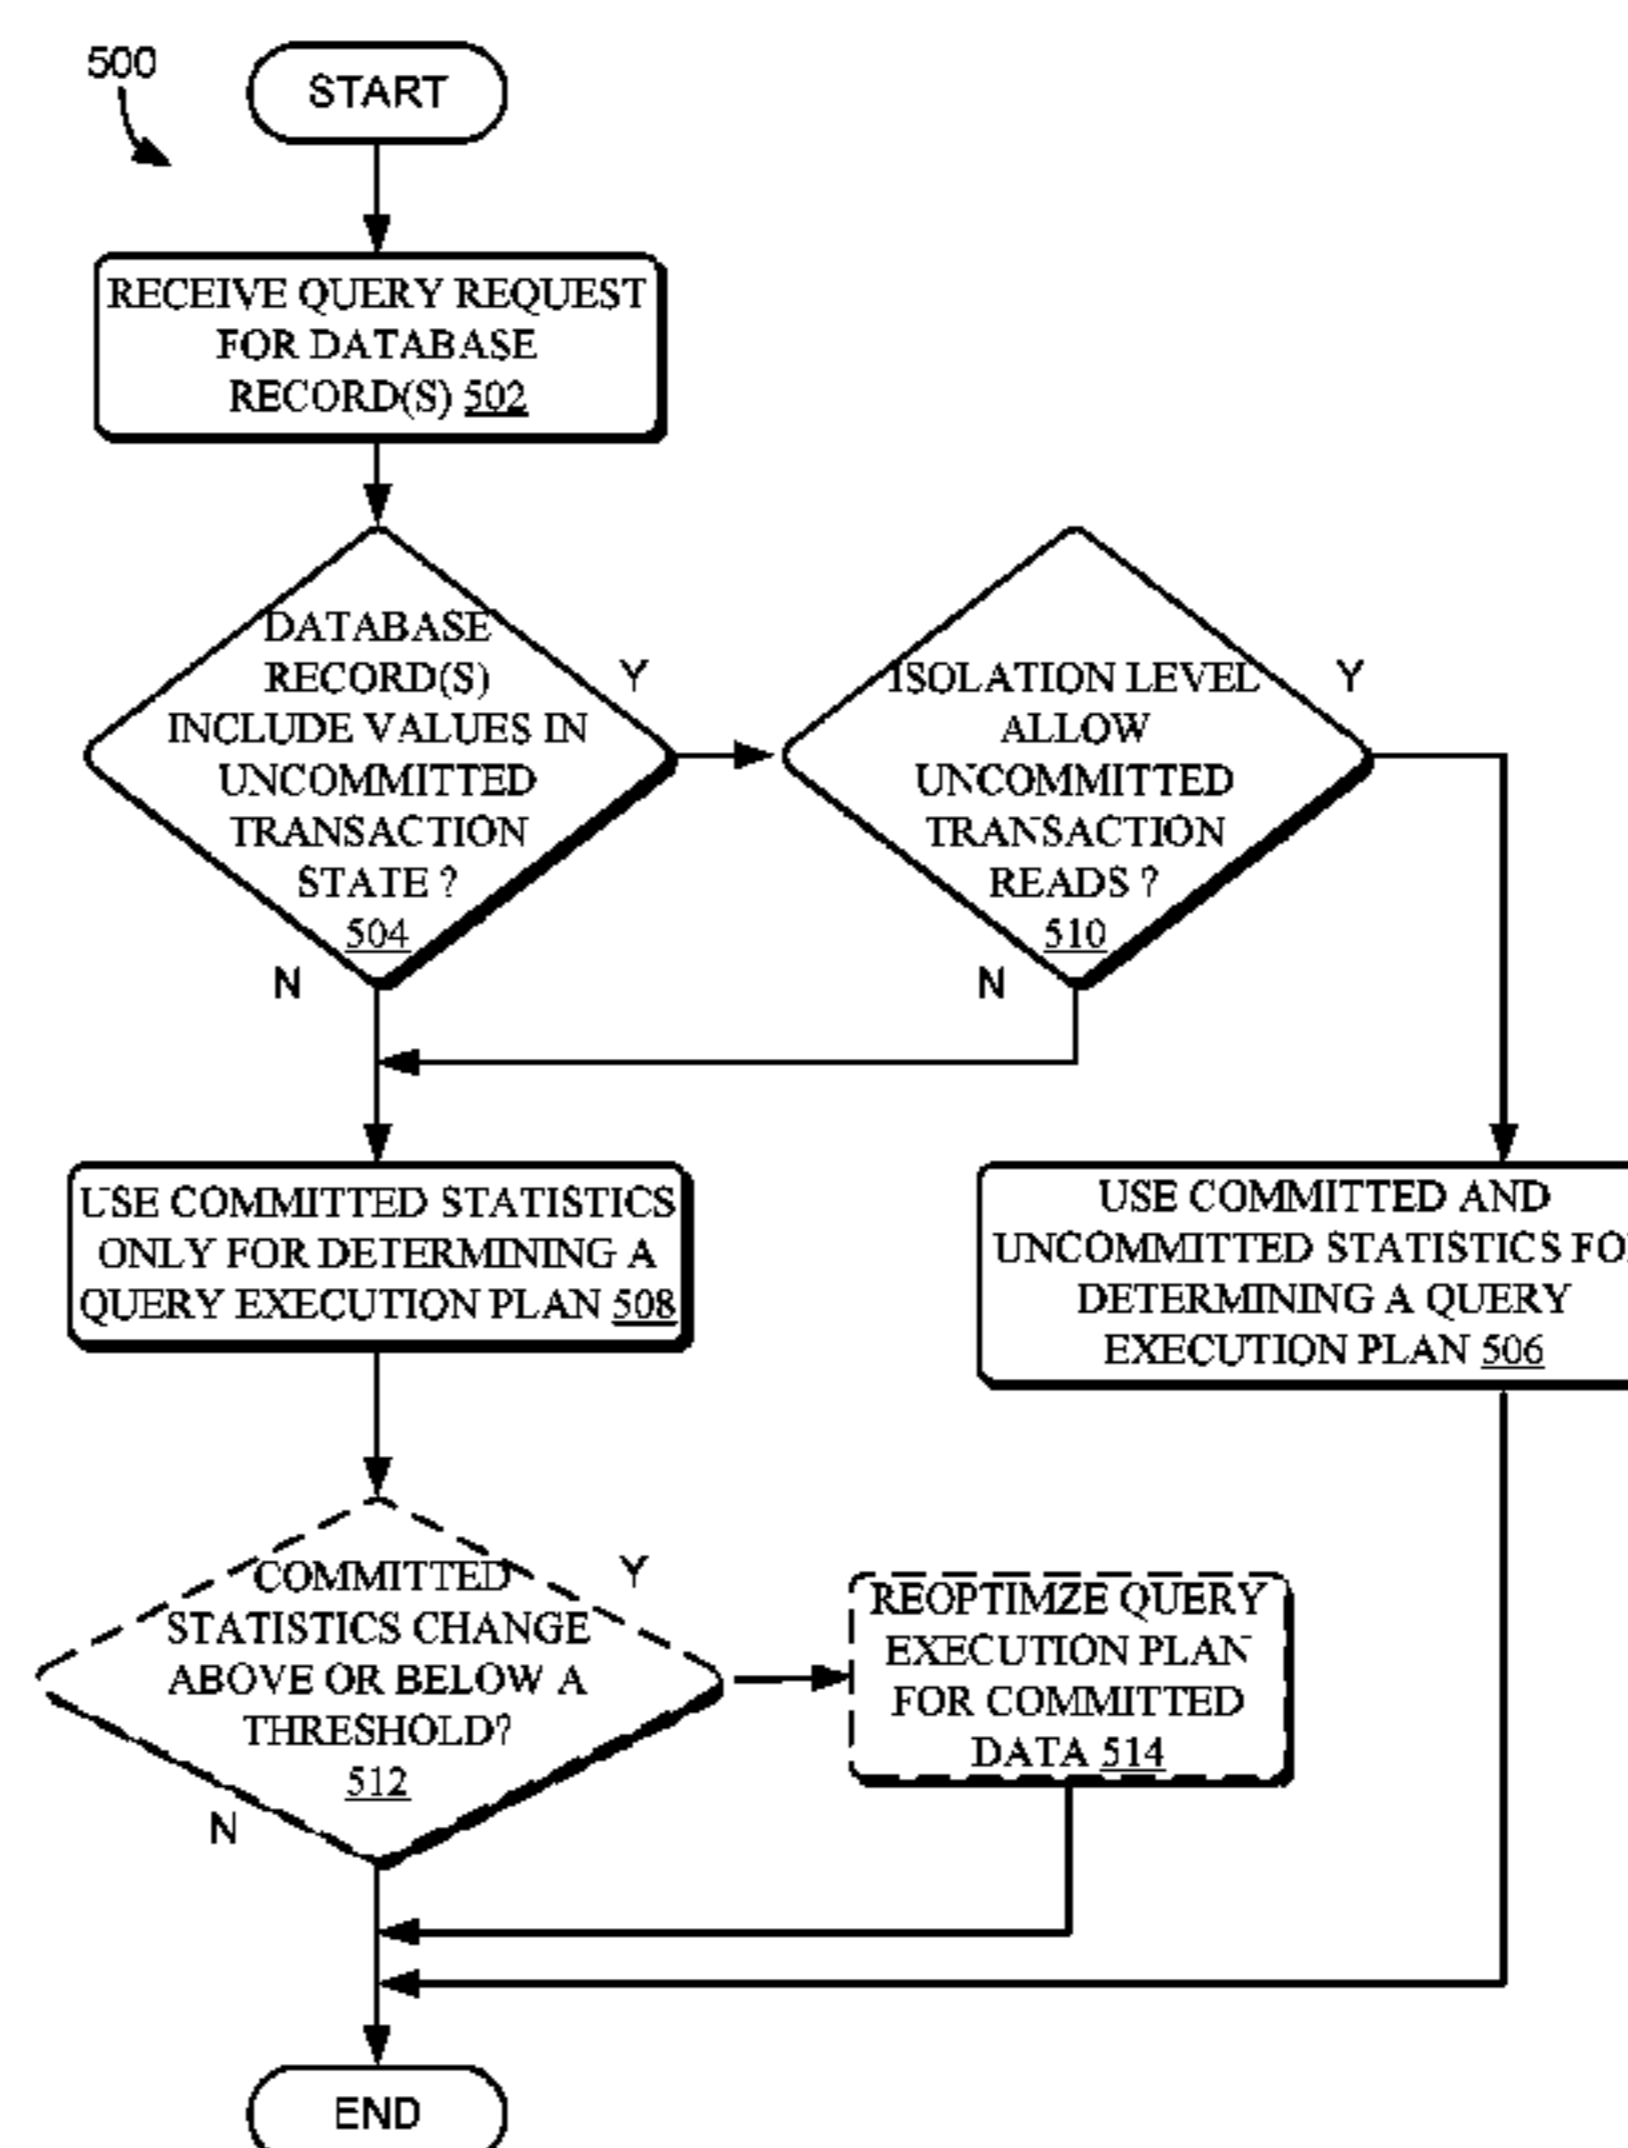 500
START
RECEIVE QUERY REQUEST
FOR DATABASE
RECORD(S) 502
DATABASE
RECORD(S)
INCLUDE VALUES IN
UNCOMMITTED
TRANSACTION
STATE ?
504
Y
N
ISOLATION LEVEL
ALLOW
UNCOMMITTED
TRANSACTION
READS ?
510
Y
N
USE COMMITTED STATISTICS
ONLY FOR DETERMINING A
QUERY EXECUTION PLAN 508
USE COMMITTED AND
UNCOMMITTED STATISTICS
DETERMINING A QUERY
EXECUTION PLAN 506
COMMITTED
STATISTICS CHANGE
ABOVE OR BELOW A
THRESHOLD?
512
Y
N
REOPTIMZE QUERY
EXECUTION PLAN
FOR COMMITTED
DATA 514
END